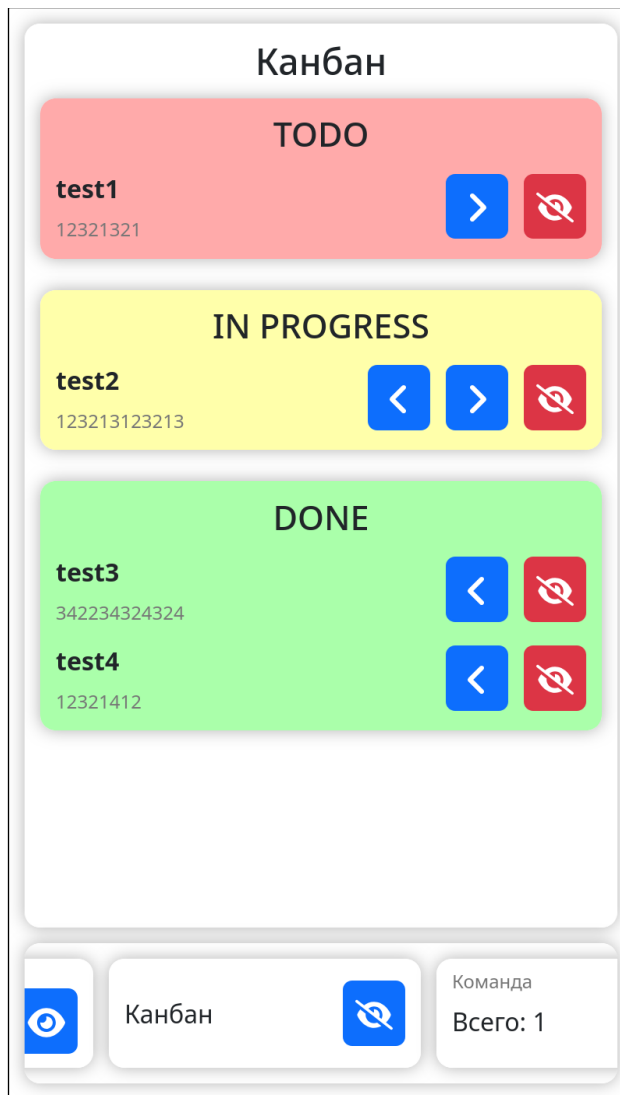 Канбан
TODO
test1
12321321
IN PROGRESS
test2
123213123213
DONE
test3
342234324324
test4
12321412
Канбан
Команда
Всего: 1